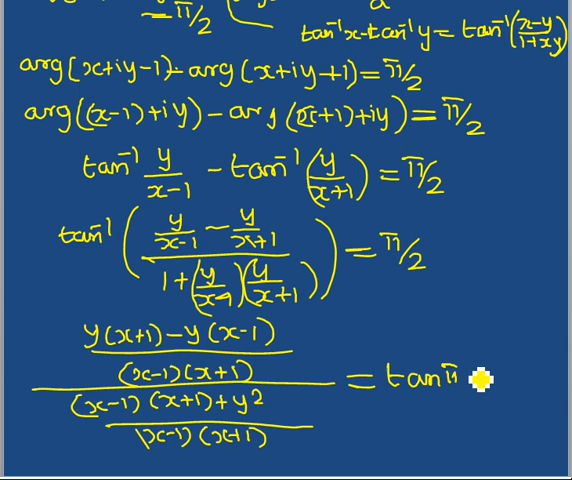 = π/2
a
tan⁻¹x-tan⁻¹y = tan⁻¹(x-y/1+xy)
arg(x+iy-1)-arg(x+iy+1)=π/2
arg((x-1)+iy)-arg((x+1)+iy)=π/2
tan⁻¹ y/x-1 - tan⁻¹(y/x+1) = π/2
tan⁻¹(y/x-1 - y/x+1 / 1+(y/x-1)(y/x+1)) = π/2
y(x+1)-y(x-1)
(x-1)(x+1)
= tan π
(x-1)(x+1)+y²
(x-1)(x+1)